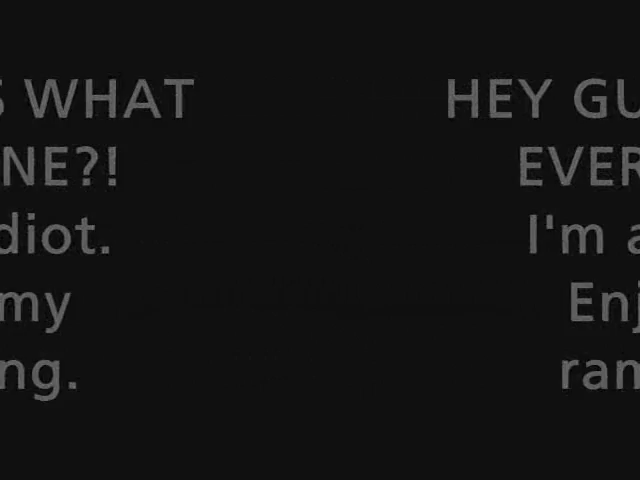 S WHAT
NE?!
diot.
my
ng.
HEY GU
EVER
I'm a
Enj
ram